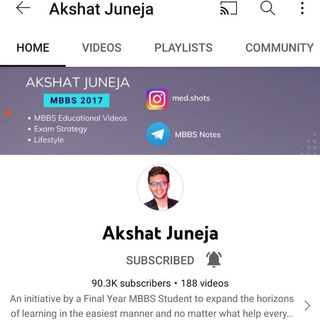 Akshat Juneja
HOME VIDEOS PLAYLISTS COMMUNITY
AKSHAT JUNEJA
MBBS 2017
• MBBS Educational Videos
• Exam Strategy
• Lifestyle
med.shots
MBBS Notes
Akshat Juneja
SUBSCRIBED
90.3K subscribers • 188 videos
An initiative by a Final Year MBBS Student to expand the horizons
of learning in the easiest manner and no matter what help every...